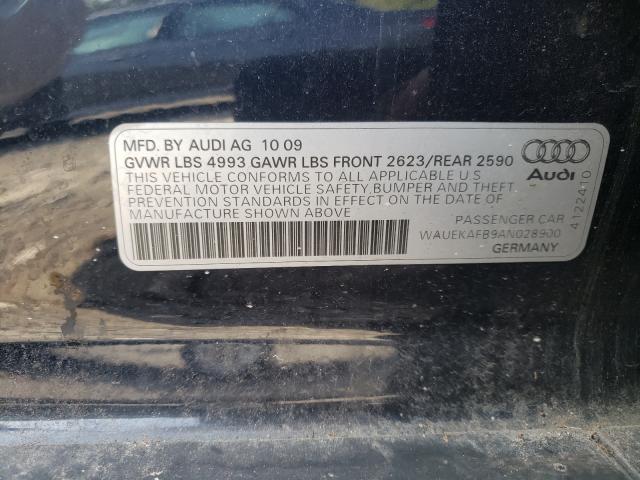 MFD. BY AUDI AG 10 09
GVWR LBS 4993 GAWR LBS FRONT 2623/REAR 2590
THIS VEHICLE CONFORMS TO ALL APPLICABLE U.S
FEDERAL MOTOR VEHICLE SAFETY, BUMPER AND THEFT
PREVENTION STANDARDS IN EFFECT ON THE DATE OF
MANUFACTURE SHOWN ABOVE
Audi
PASSENGER CAR
WAUEKAFB9AN028900
GERMANY
4122410